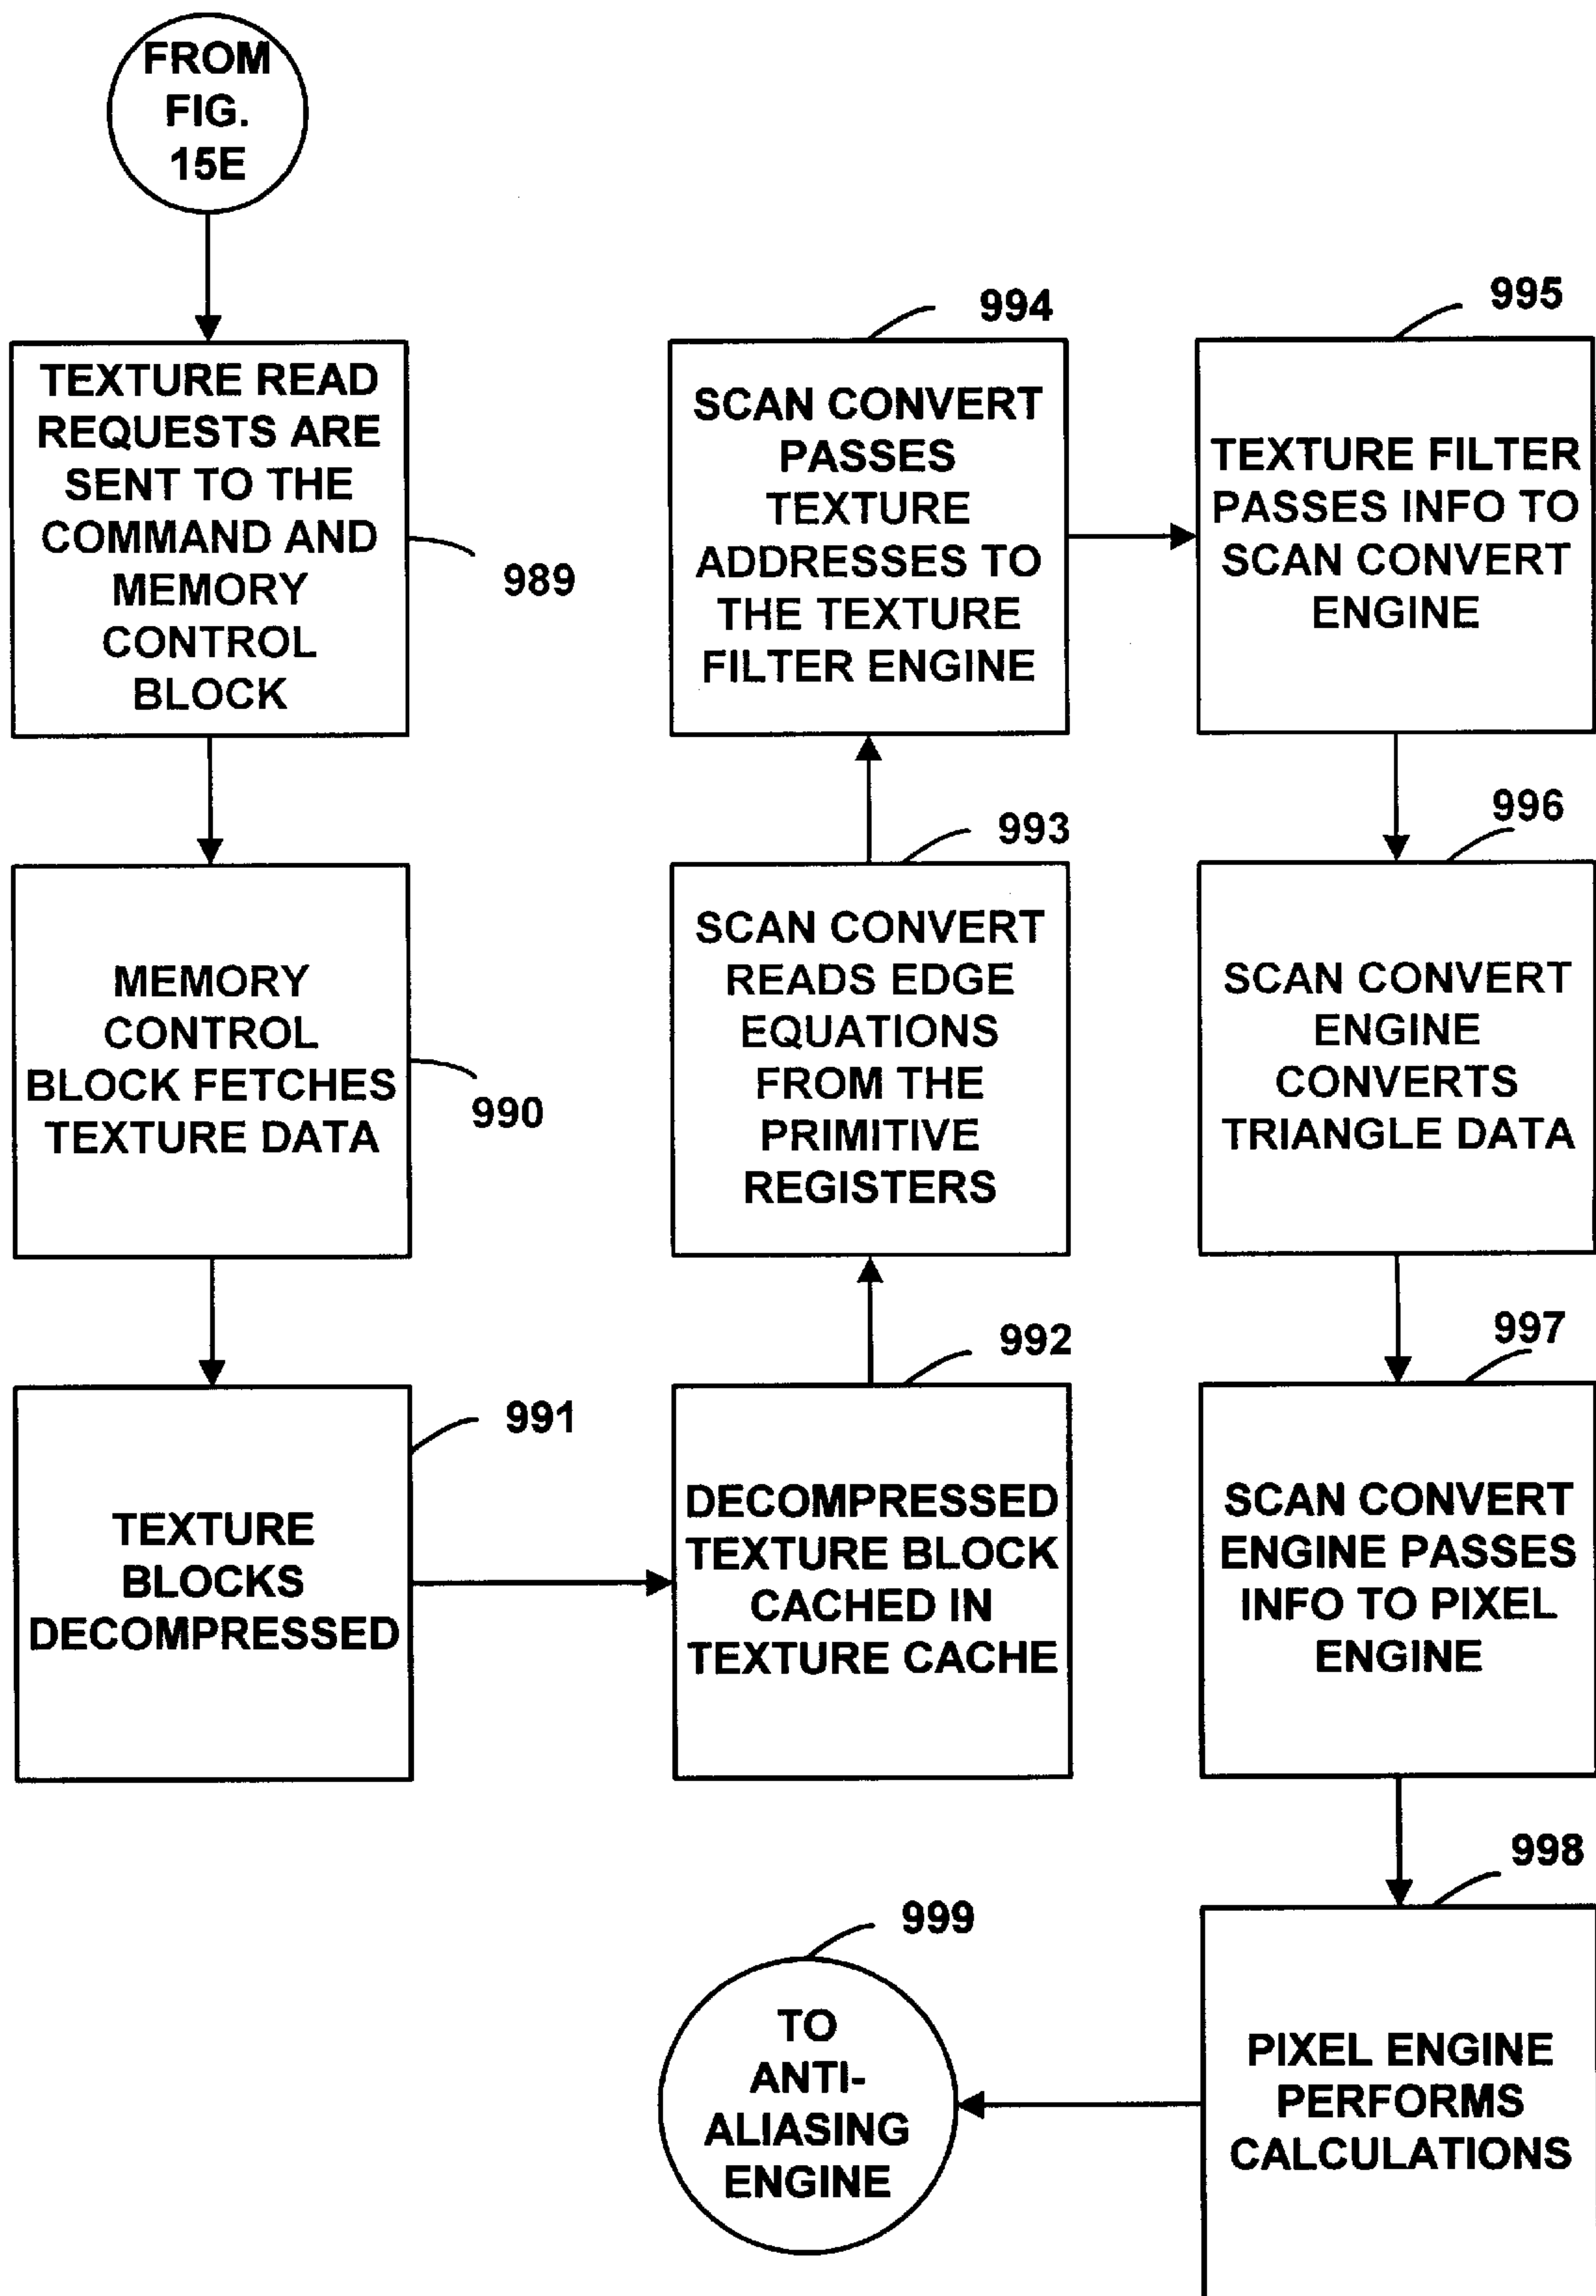 FROM
FIG.
15E
TEXTURE READ
REQUESTS ARE
SENT TO THE
COMMAND AND
MEMORY
CONTROL
BLOCK
989
MEMORY
CONTROL
BLOCK FETCHES
TEXTURE DATA
990
TEXTURE
BLOCKS
DECOMPRESSED
991
DECOMPRESSED
TEXTURE BLOCK
CACHED IN
TEXTURE CACHE
992
SCAN CONVERT
READS EDGE
EQUATIONS
FROM THE
PRIMITIVE
REGISTERS
993
SCAN CONVERT
PASSES
TEXTURE
ADDRESSES TO
THE TEXTURE
FILTER ENGINE
994
TEXTURE FILTER
PASSES INFO TO
SCAN CONVERT
ENGINE
995
SCAN CONVERT
ENGINE
CONVERTS
TRIANGLE DATA
996
SCAN CONVERT
ENGINE PASSES
INFO TO PIXEL
ENGINE
997
PIXEL ENGINE
PERFORMS
CALCULATIONS
998
TO
ANTI-
ALIASING
ENGINE
999